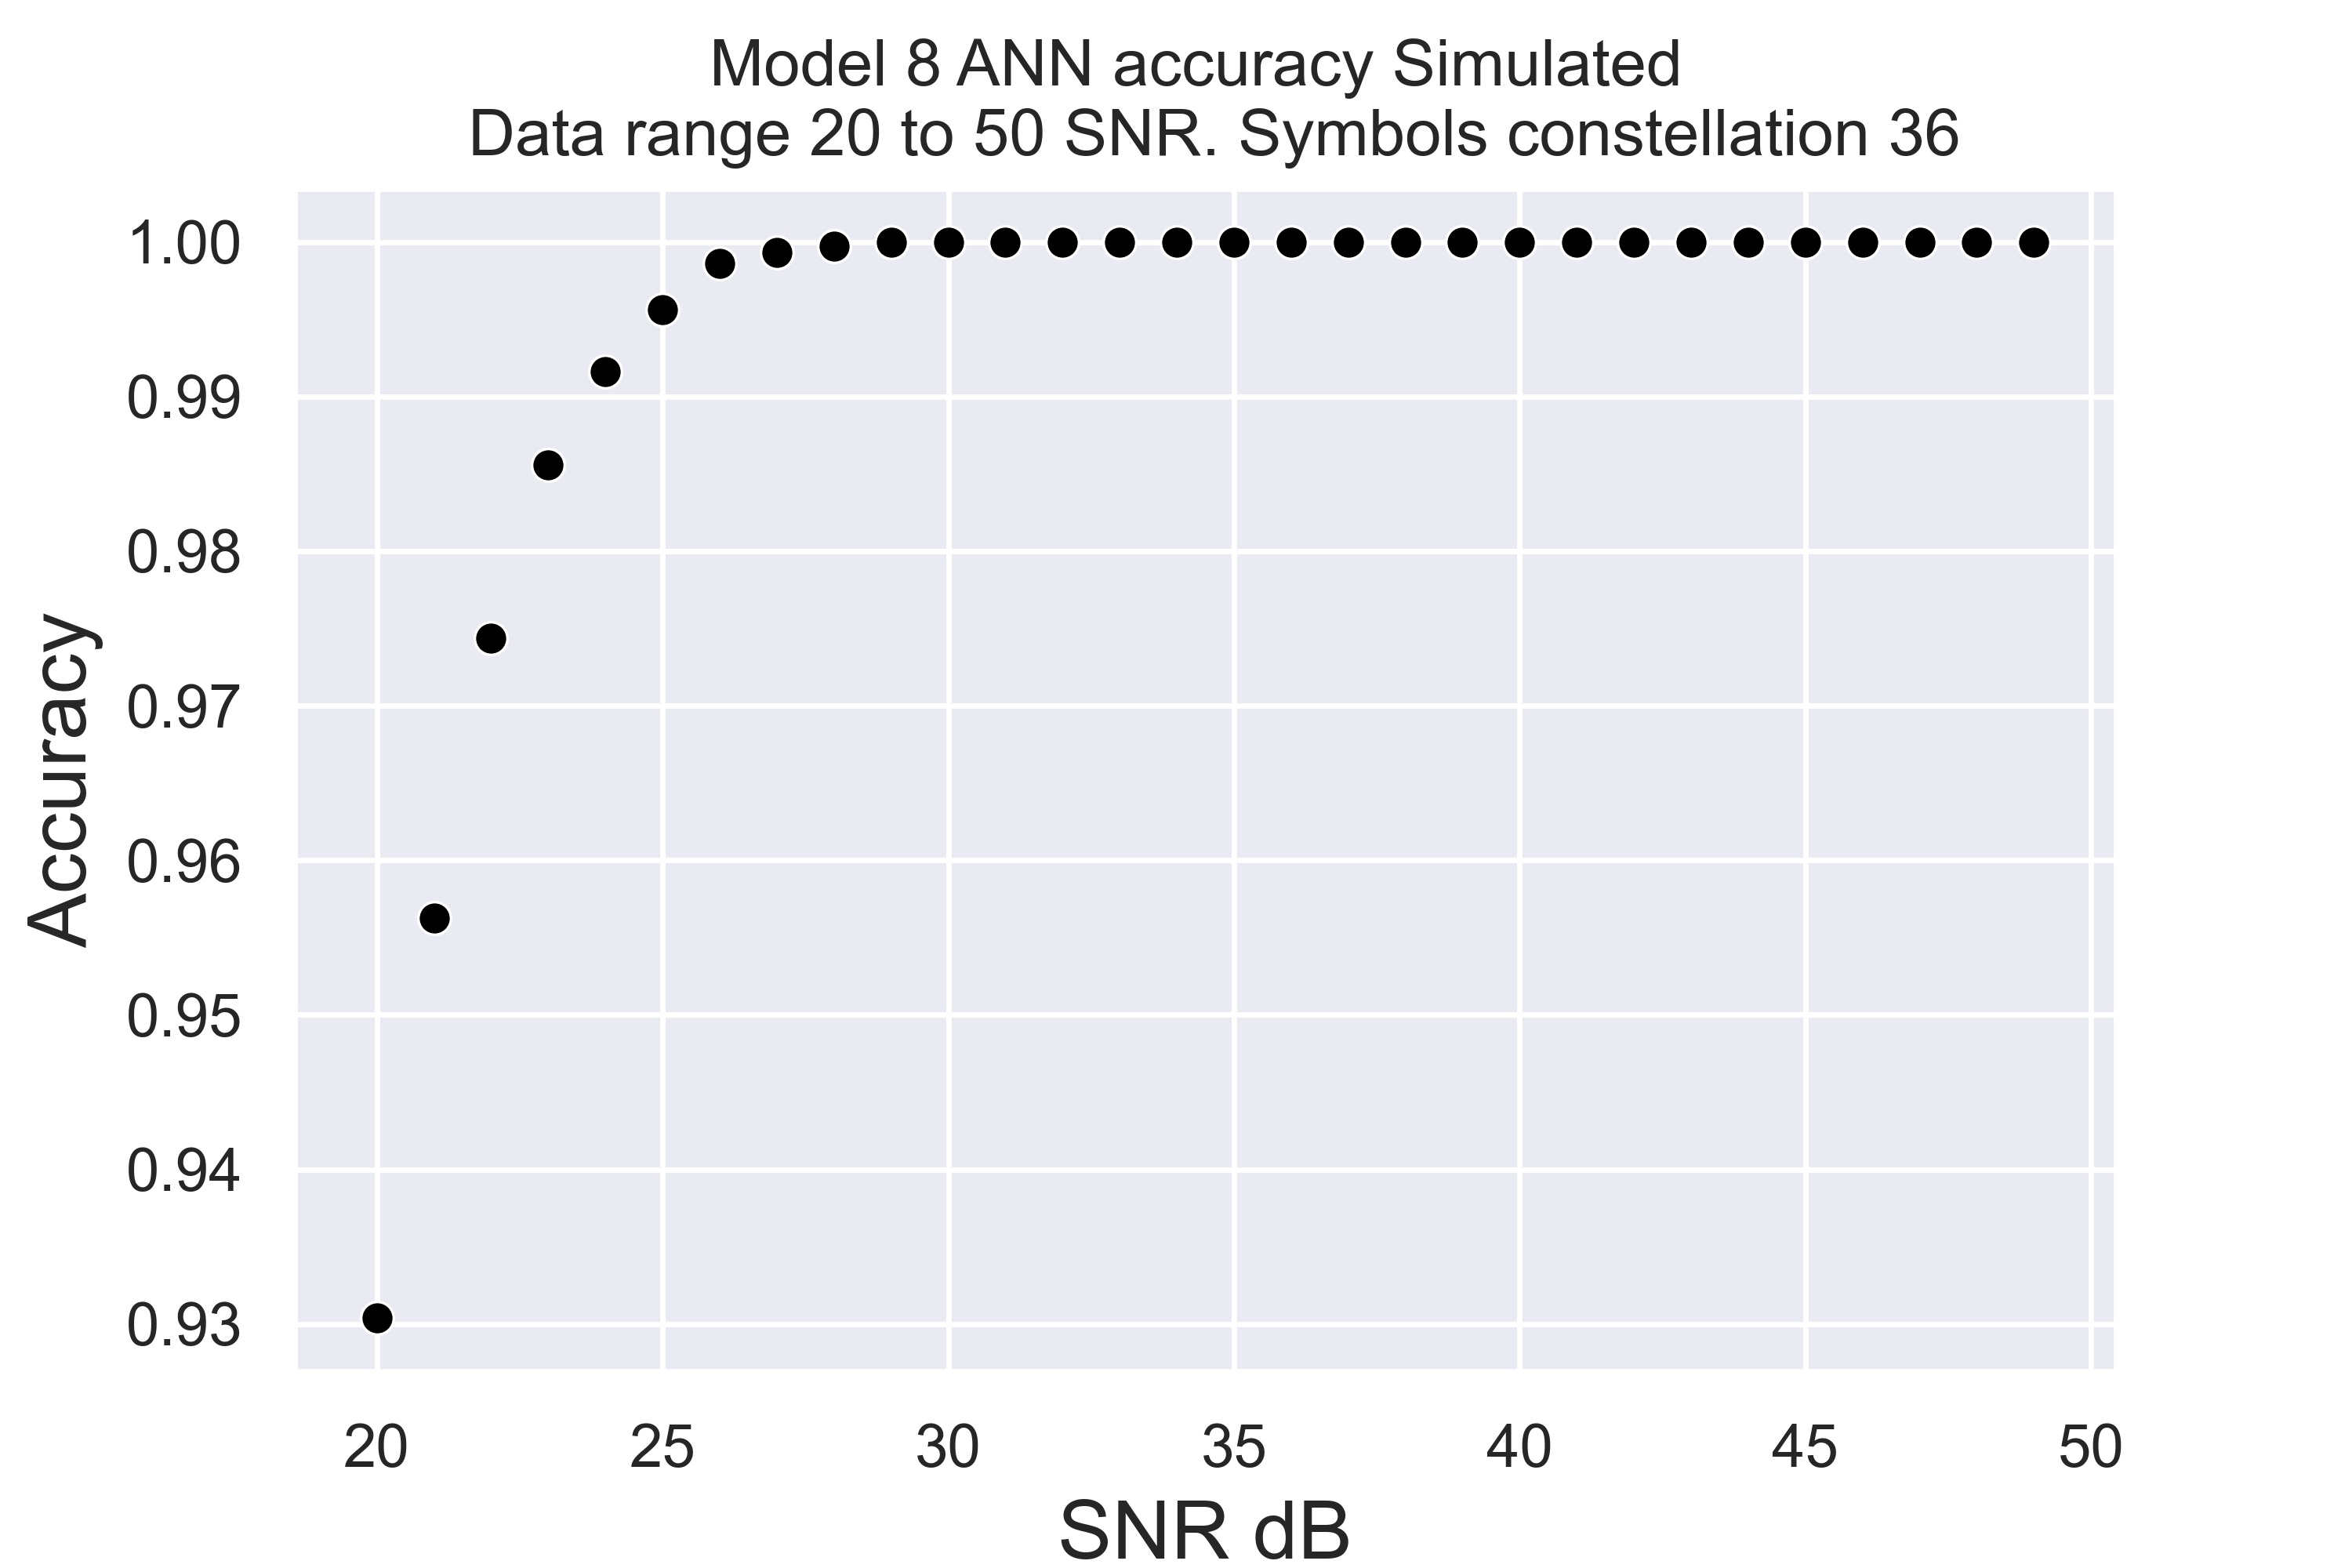 Model 8 ANN accuracy Simulated
Data range 20 to 50 SNR. Symbols constellation 36
1.00
0.99
0.98
0.97
0.96
0.95
0.94
0.93
Accuracy
20 25 30 35 40 45 50
SNR dB